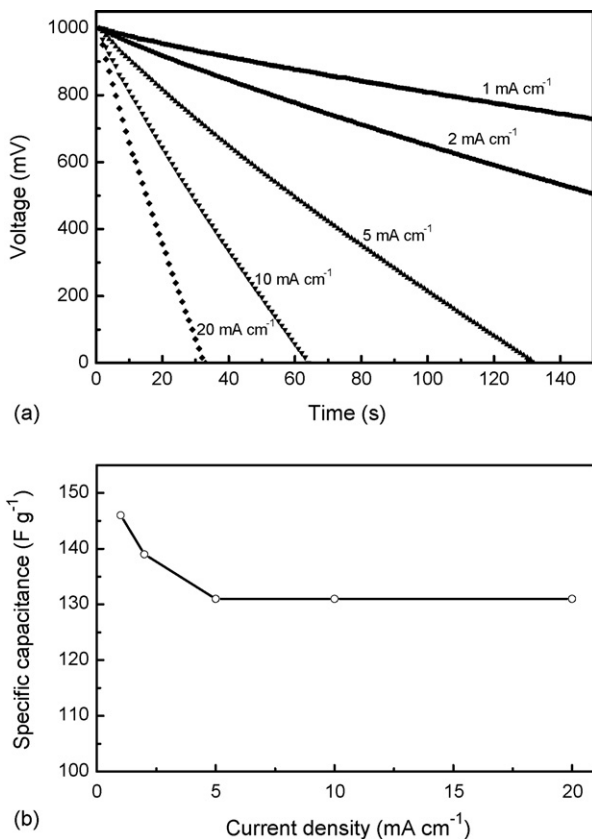 1000
800
600
400
200
0
Voltage (mV)
1 mA cm⁻¹
2 mA cm⁻¹
5 mA cm⁻¹
10 mA cm⁻¹
20 mA cm⁻¹
0 20 40 60 80 100 120 140
(a) Time (s)
150
140
130
120
110
100
Specific capacitance (F g⁻¹)
0 5 10 15 20
(b) Current density (mA cm⁻¹)